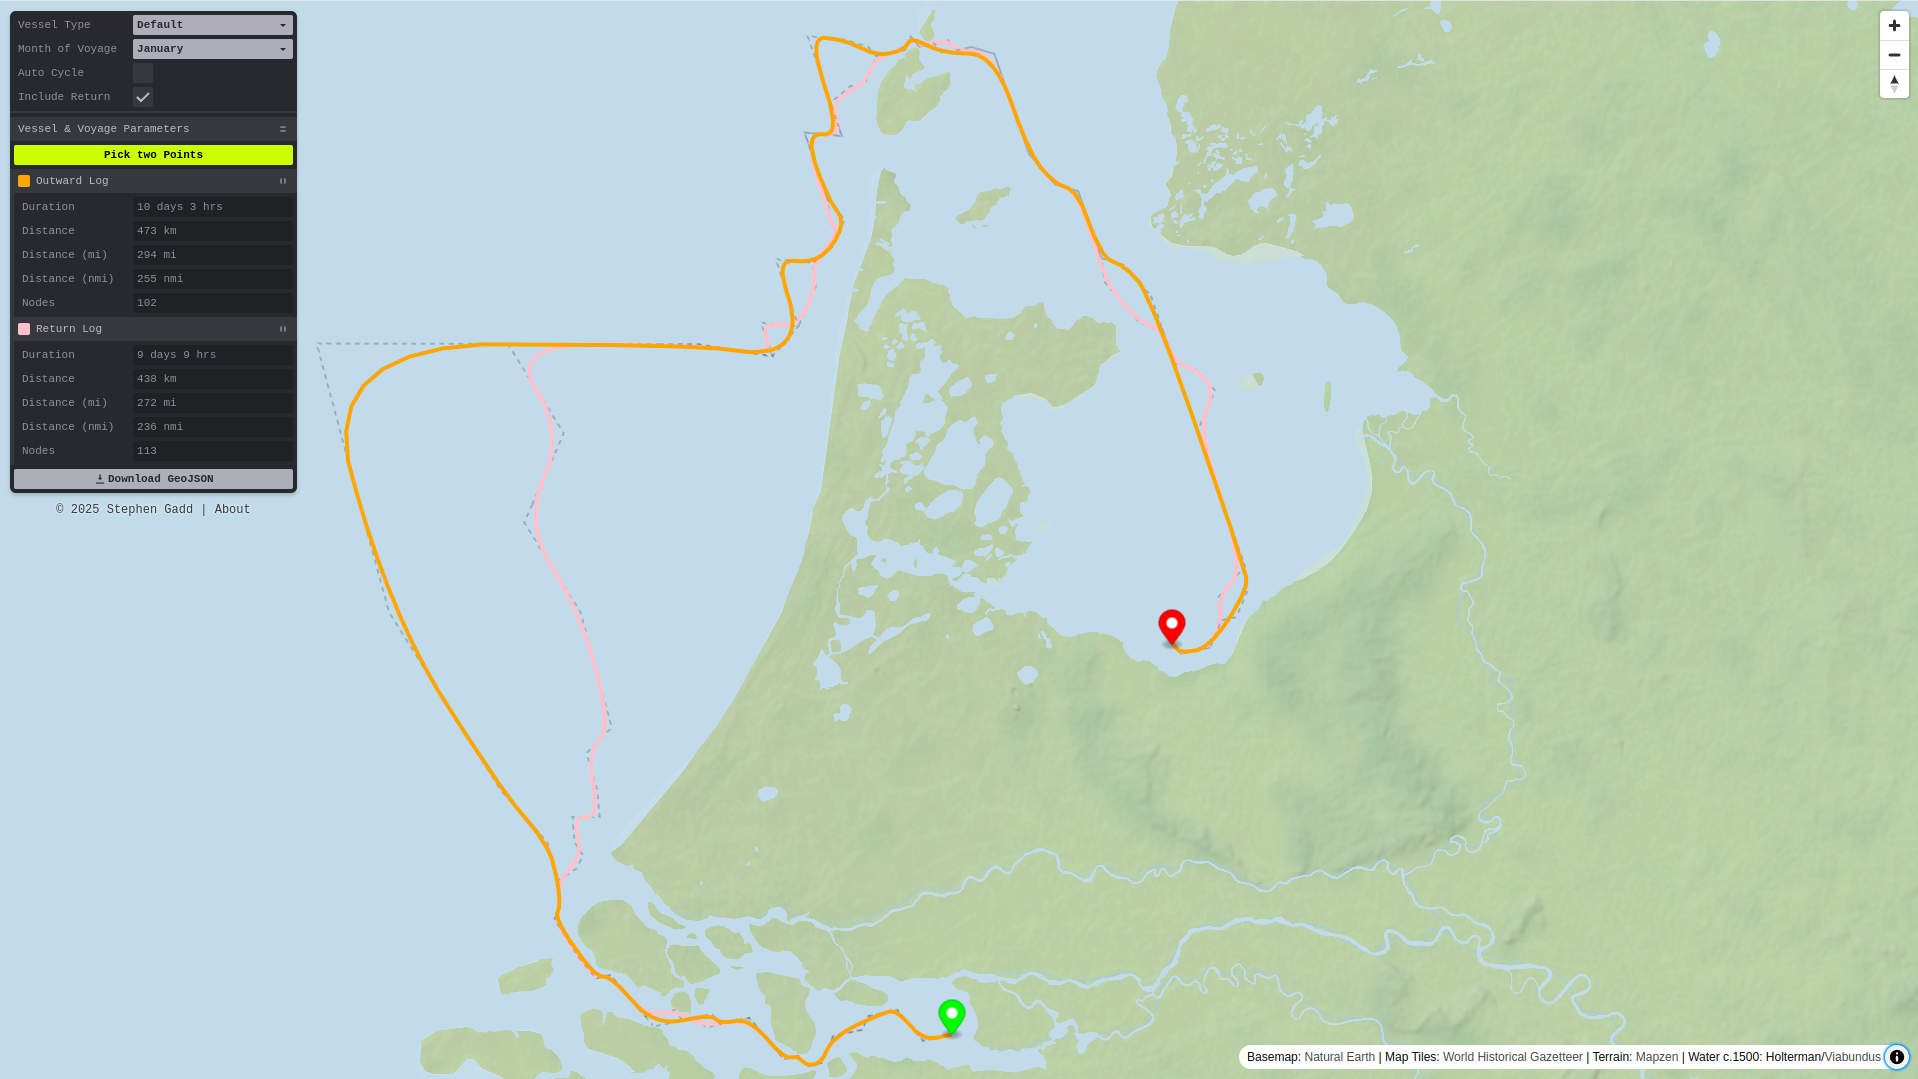 Vessel Type Default
Month of Voyage January
Auto Cycle
Include Return
Vessel & Voyage Parameters
Pick two Points
Outward Log
Duration 10 days 3 hrs
Distance 473 km
Distance (mi) 294 mi
Distance (nmi) 255 nmi
Nodes 102
Return Log
Duration 9 days 9 hrs
Distance 438 km
Distance (mi) 272 mi
Distance (nmi) 236 nmi
Nodes 113
Download GeoJSON
© 2025 Stephen Gadd | About
Basemap: Natural Earth | Map Tiles: World Historical Gazetteer | Terrain: Mapzen | Water c.1500: Holterman/Viabundus